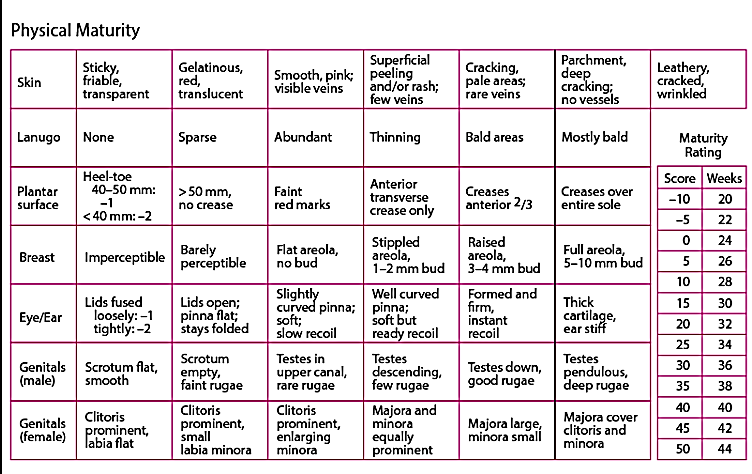 Physical Maturity
Skin
Sticky,
friable,
transparent
Gelatinous,
red,
translucent
Smooth, pink;
visible veins
Superficial
peeling
and/or rash;
few veins
Cracking,
pale areas;
rare veins
Parchment,
deep
cracking;
no vessels
Leathery,
cracked,
wrinkled
Lanugo
None
Sparse
Abundant
Thinning
Bald areas
Mostly bald
Plantar
surface
Heel-toe
40–50 mm:
–1
< 40 mm: –2
> 50 mm,
no crease
Faint
red marks
Anterior
transverse
crease only
Creases
anterior 2/3
Creases over
entire sole
Breast
Imperceptible
Barely
perceptible
Flat areola,
no bud
Stippled
areola,
1–2 mm bud
Raised
areola,
3–4 mm bud
Full areola,
5–10 mm bud
Eye/Ear
Lids fused
loosely: –1
tightly: –2
Lids open;
pinna flat;
stays folded
Slightly
curved pinna;
soft;
slow recoil
Well curved
pinna;
soft but
ready recoil
Formed and
firm,
instant
recoil
Thick
cartilage,
ear stiff
Genitals
(male)
Scrotum flat,
smooth
Scrotum
empty,
faint rugae
Testes in
upper canal,
rare rugae
Testes
descending,
few rugae
Testes down,
good rugae
Testes
pendulous,
deep rugae
Genitals
(female)
Clitoris
prominent,
labia flat
Clitoris
prominent,
small
labia minora
Clitoris
prominent,
enlarging
minora
Majora and
minora
equally
prominent
Majora large,
minora small
Majora cover
clitoris and
minora
Maturity
Rating
Score Weeks
–10 20
–5 22
0 24
5 26
10 28
15 30
20 32
25 34
30 36
35 38
40 40
45 42
50 44